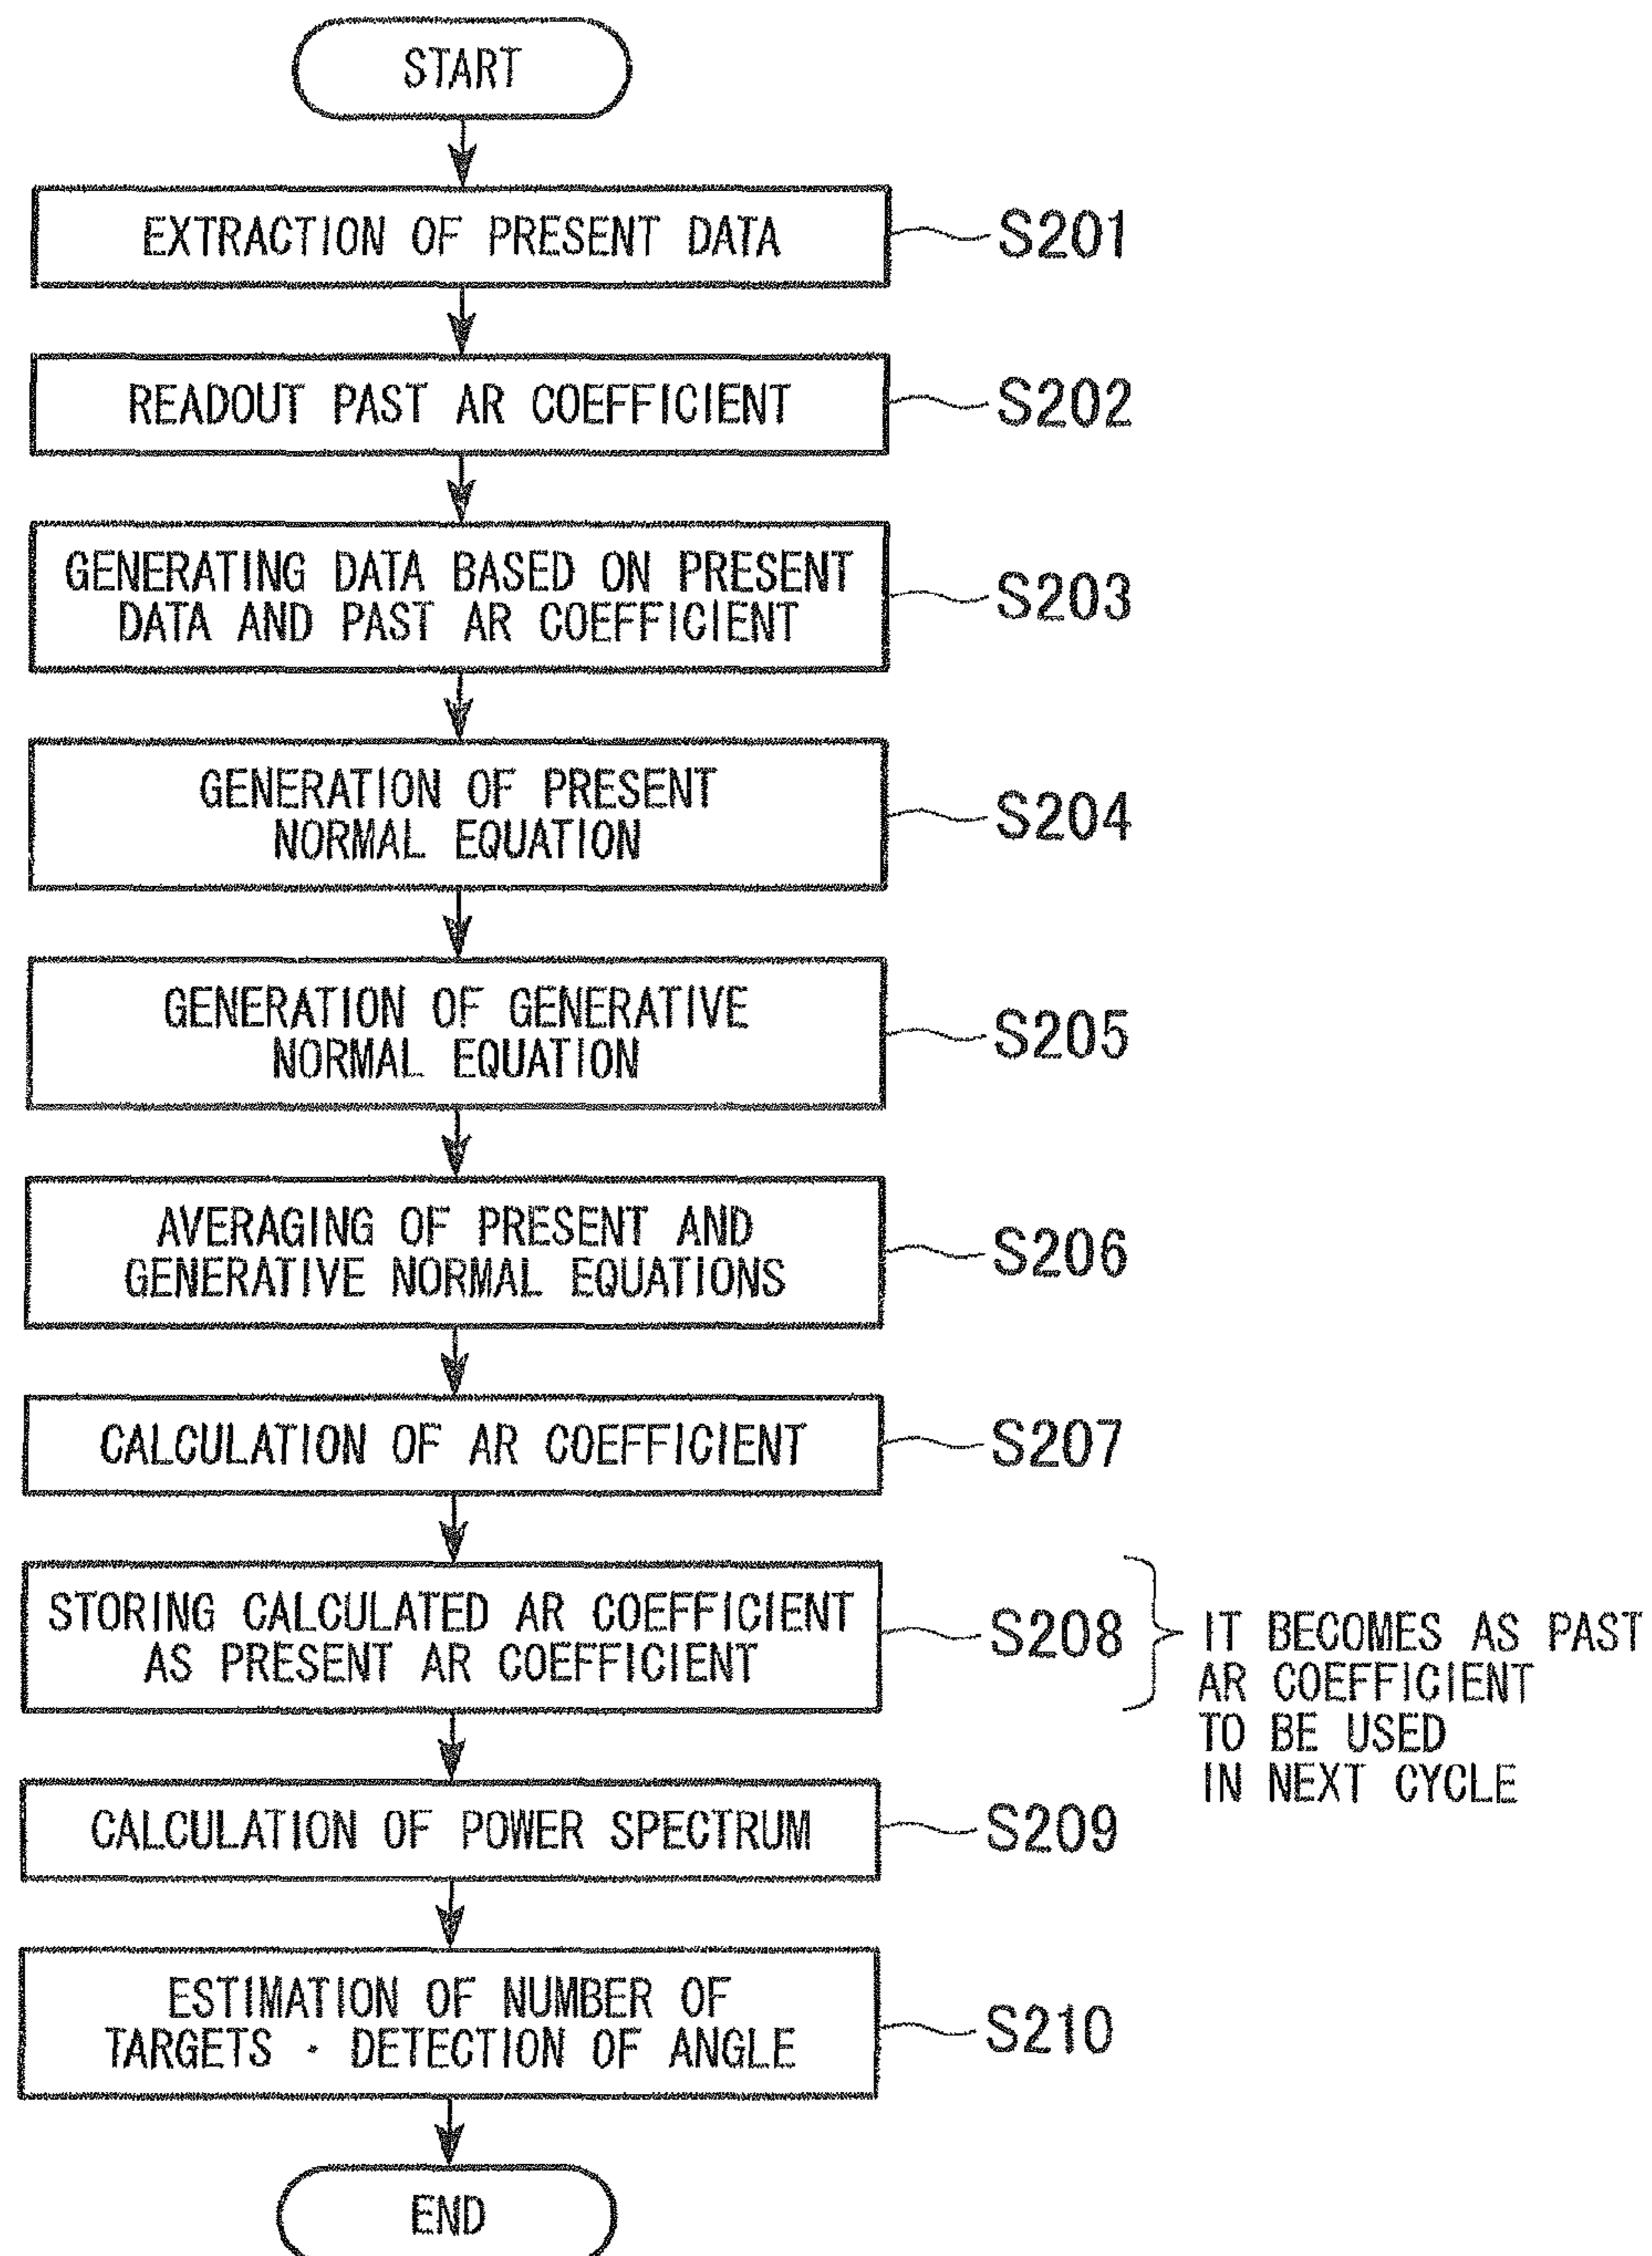 START
EXTRACTION OF PRESENT DATA
S201
READOUT PAST AR COEFFICIENT
S202
GENERATING DATA BASED ON PRESENT
DATA AND PAST AR COEFFICIENT
S203
GENERATION OF PRESENT
NORMAL EQUATION
S204
GENERATION OF GENERATIVE
NORMAL EQUATION
S205
AVERAGING OF PRESENT AND
GENERATIVE NORMAL EQUATIONS
S206
CALCULATION OF AR COEFFICIENT
S207
STORING CALCULATED AR COEFFICIENT
AS PRESENT AR COEFFICIENT
S208
IT BECOMES AS PAST
AR COEFFICIENT
TO BE USED
IN NEXT CYCLE
CALCULATION OF POWER SPECTRUM
S209
ESTIMATION OF NUMBER OF
TARGETS · DETECTION OF ANGLE
S210
END